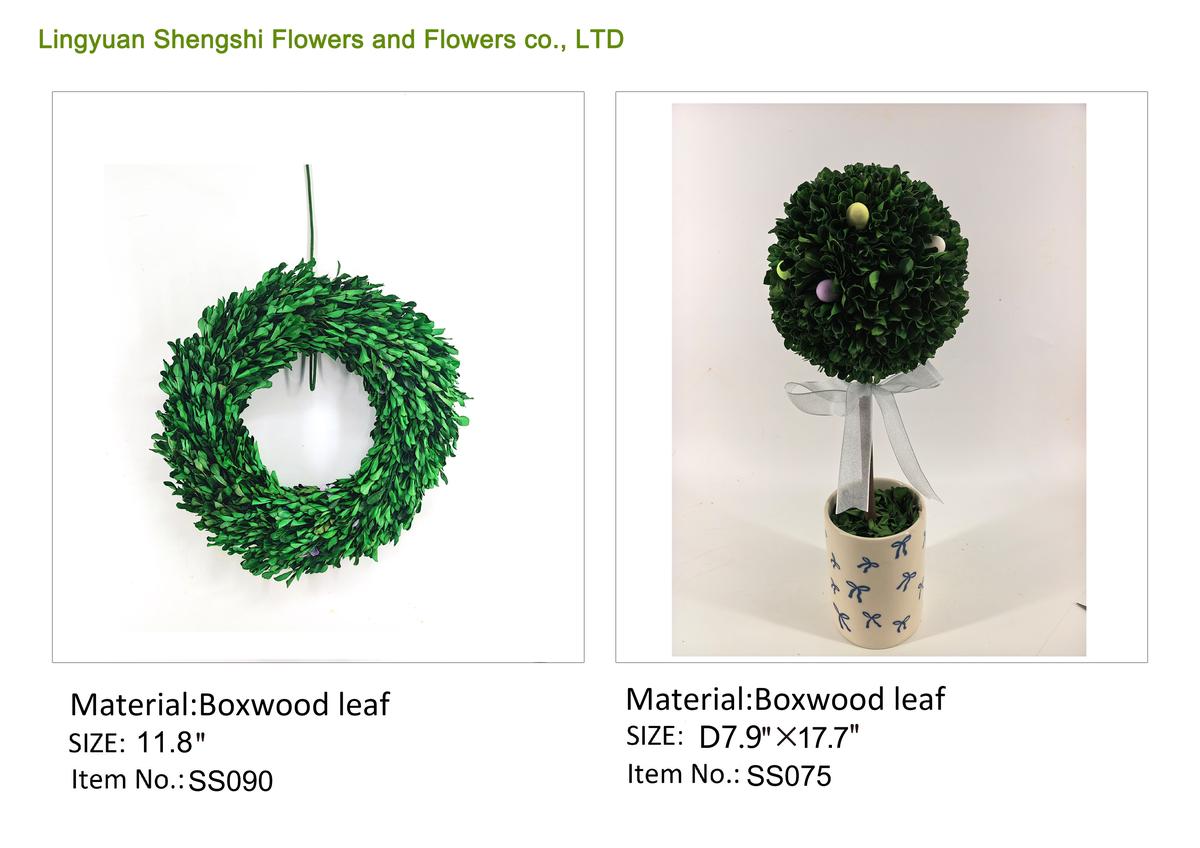 Lingyuan Shengshi Flowers and Flowers co., LTD
Material:Boxwood leaf
SIZE: 11.8"
Item No.:SS090
Material:Boxwood leaf
SIZE: D7.9"×17.7"
Item No.: SS075